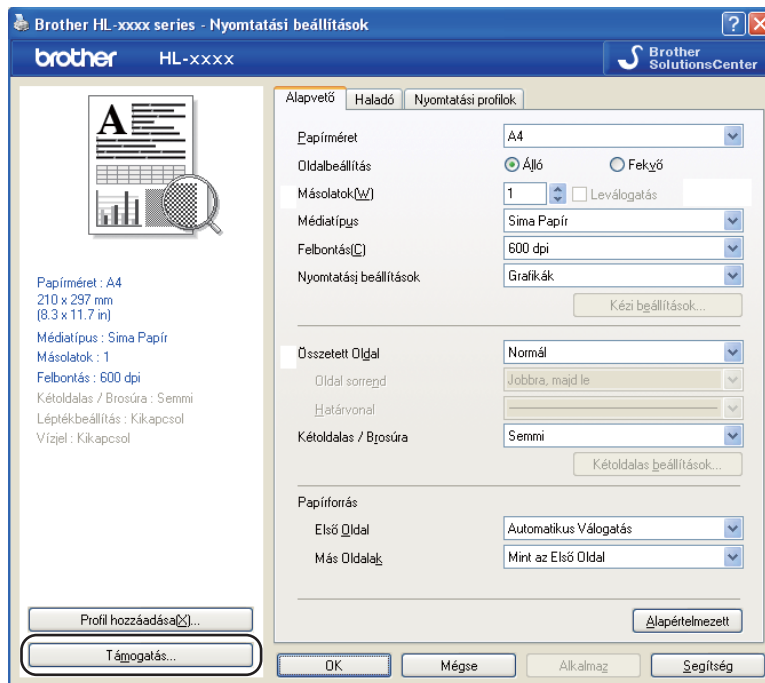 Brother HL-xxxx series - Nyomtatási beállítások
brother HL-xxxx
Brother
SolutionsCenter
Alapvető Haladó Nyomtatási profilok
A
Papírméret A4
Oldalbeállítás Álló Fekvő
Másolatok(W) 1 Leválogatás
Médiatípus Sima Papír
Felbontás(C) 600 dpi
Nyomtatási beállítások Grafikák
Kézi beállítások...
Papírméret : A4
210 x 297 mm
(8.3 x 11.7 in)
Médiatípus : Sima Papír
Másolatok : 1
Felbontás : 600 dpi
Kétoldalas / Brosúra : Semmi
Léptékbeállítás : Kikapcsol
Vízjel : Kikapcsol
Összetett Oldal Normál
Oldal sorrend Jobbra, majd le
Határvonal
Kétoldalas / Brosúra Semmi
Kétoldalas beállítások...
Papírforrás
Első Oldal Automatikus Válogatás
Más Oldalak Mint az Első Oldal
Profil hozzáadása(X)...
Alapértelmezett
Támogatás...
OK Mégse Alkalmaz Segítség